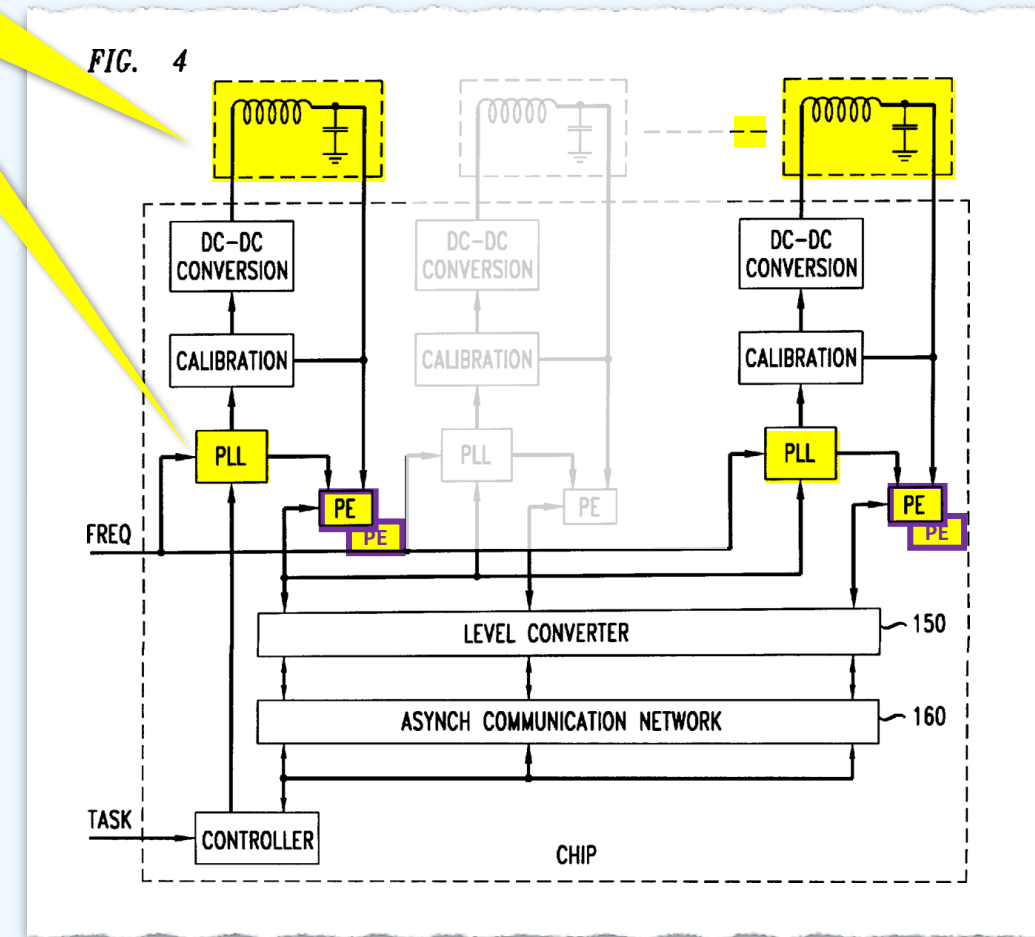 FIG. 4
DC-DC CONVERSION
DC-DC CONVERSION
DC-DC CONVERSION
CALIBRATION
CALIBRATION
CALIBRATION
PLL
PLL
PLL
PE
PE
PE
PE
PE
FREQ
LEVEL CONVERTER
150
ASYNCH COMMUNICATION NETWORK
160
TASK
CONTROLLER
CHIP